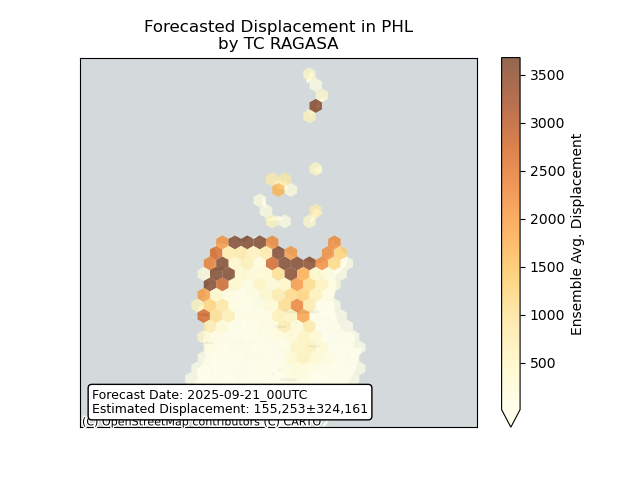 Forecasted Displacement in PHL
by TC RAGASA
3500
3000
2500
2000
1500
1000
500
Ensemble Avg. Displacement
Forecast Date: 2025-09-21_00UTC
Estimated Displacement: 155,253±324,161
(C) OpenStreetMap contributors (C) CARTO